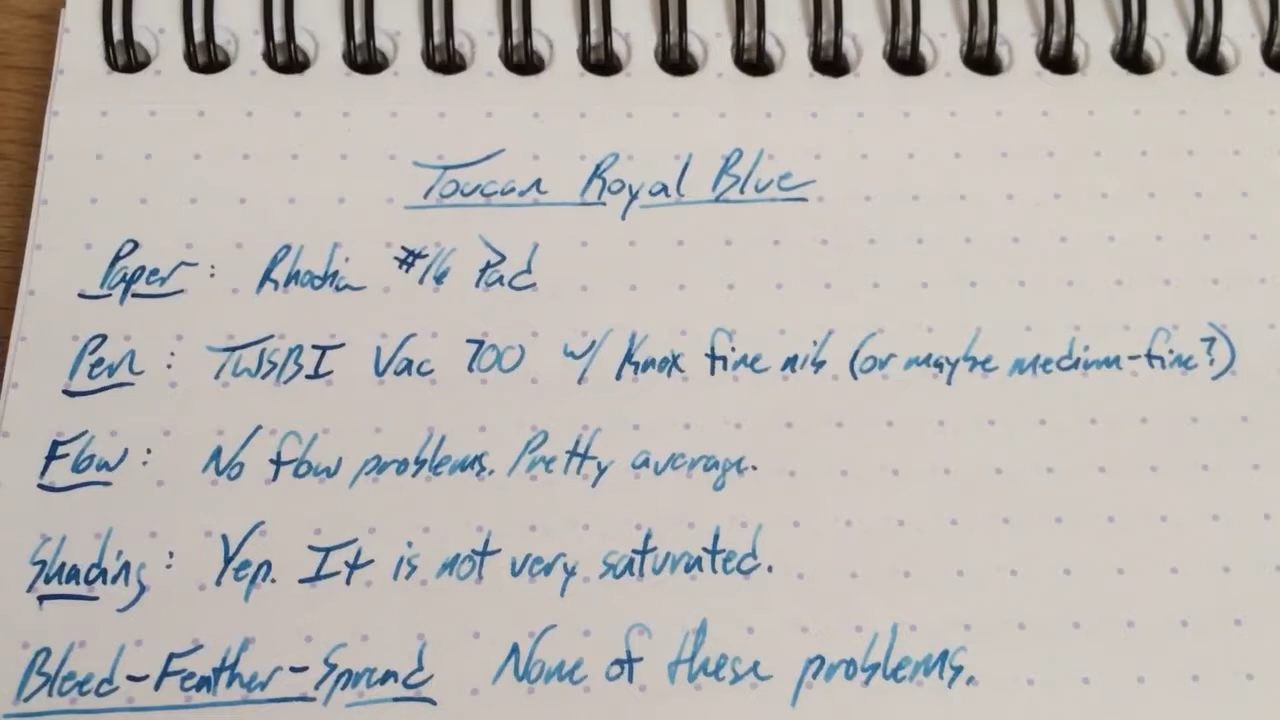 Toucan Royal Blue
Paper: Rhodia #16 Pad
Pen: TWSBI Vac 700 w/ Knox fine nib (or maybe medium-fine?)
Flow: No flow problems. Pretty average.
Shading: Yep. It is not very saturated.
Bleed-Feather-Spread None of these problems.